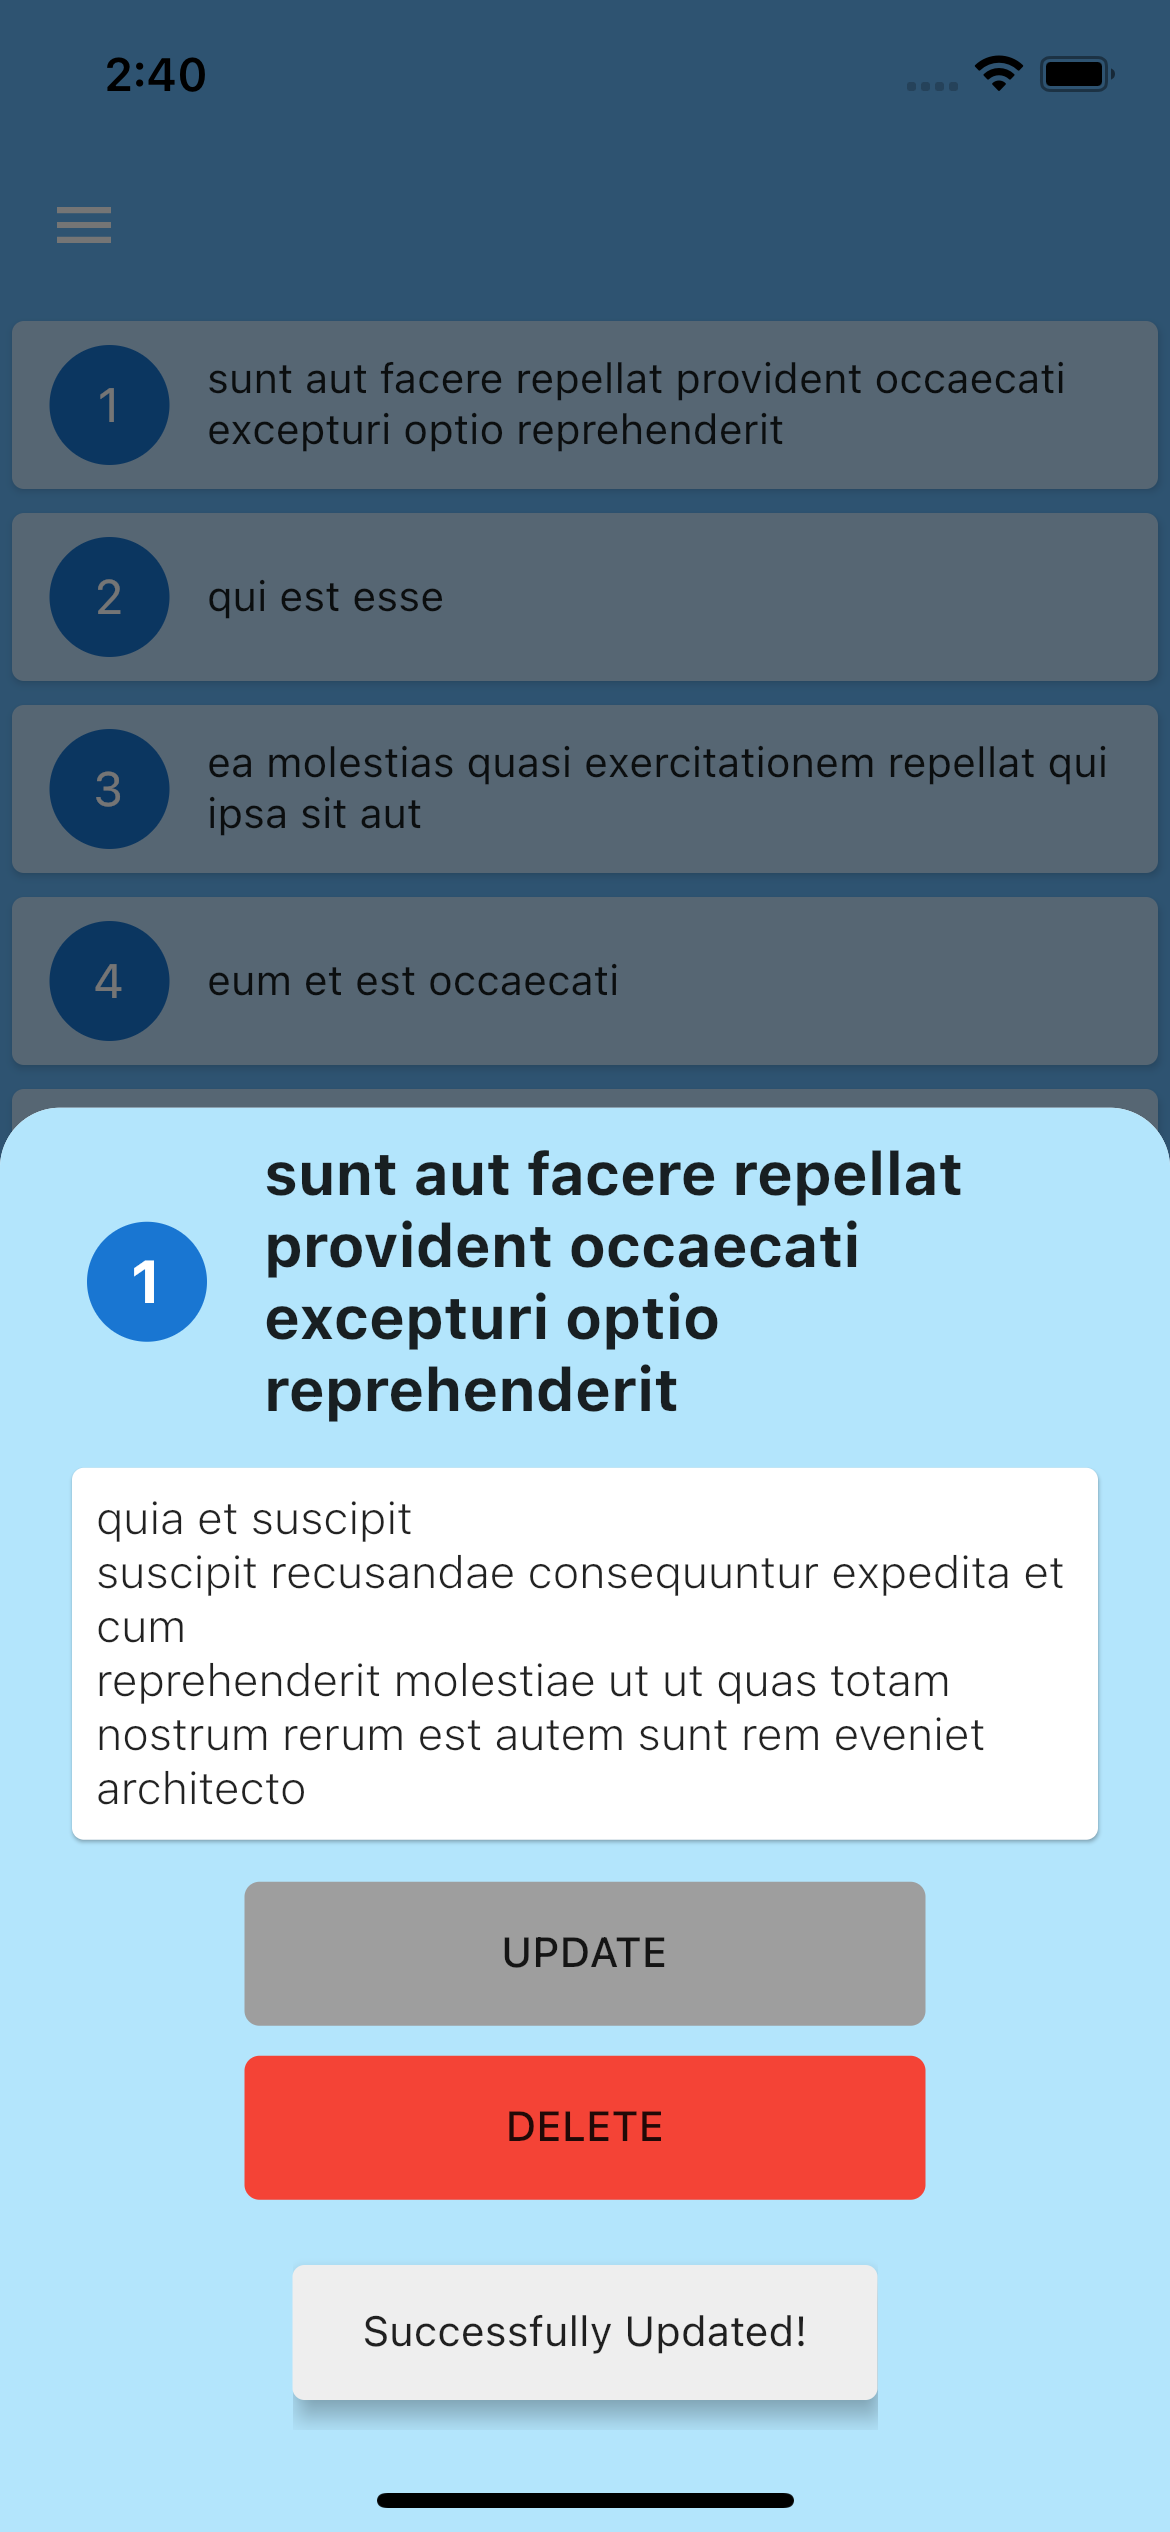 2:40
1
sunt aut facere repellat provident occaecati
excepturi optio reprehenderit
2
qui est esse
3
ea molestias quasi exercitationem repellat qui
ipsa sit aut
4
eum et est occaecati
1
sunt aut facere repellat
provident occaecati
excepturi optio
reprehenderit
quia et suscipit
suscipit recusandae consequuntur expedita et
cum
reprehenderit molestiae ut ut quas totam
nostrum rerum est autem sunt rem eveniet
architecto
UPDATE
DELETE
Successfully Updated!